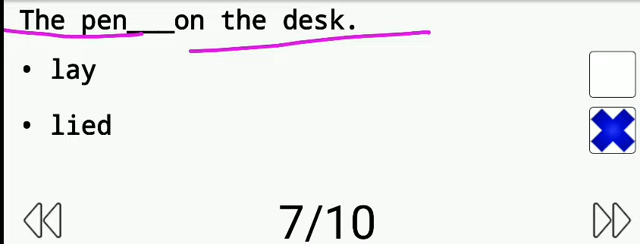 The pen___on the desk.
• lay
• lied
7/10